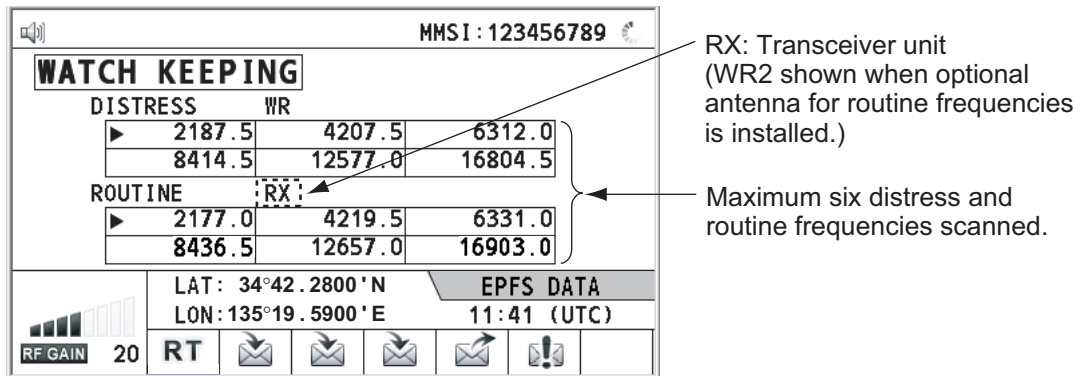 MMSI:123456789
WATCH KEEPING
DISTRESS WR
▶ 2187.5 4207.5 6312.0
8414.5 12577.0 16804.5
ROUTINE RX
▶ 2177.0 4219.5 6331.0
8436.5 12657.0 16903.0
LAT: 34°42.2800'N EPFS DATA
LON:135°19.5900'E 11:41 (UTC)
RF GAIN 20 RT
RX: Transceiver unit
(WR2 shown when optional
antenna for routine frequencies
is installed.)
Maximum six distress and
routine frequencies scanned.